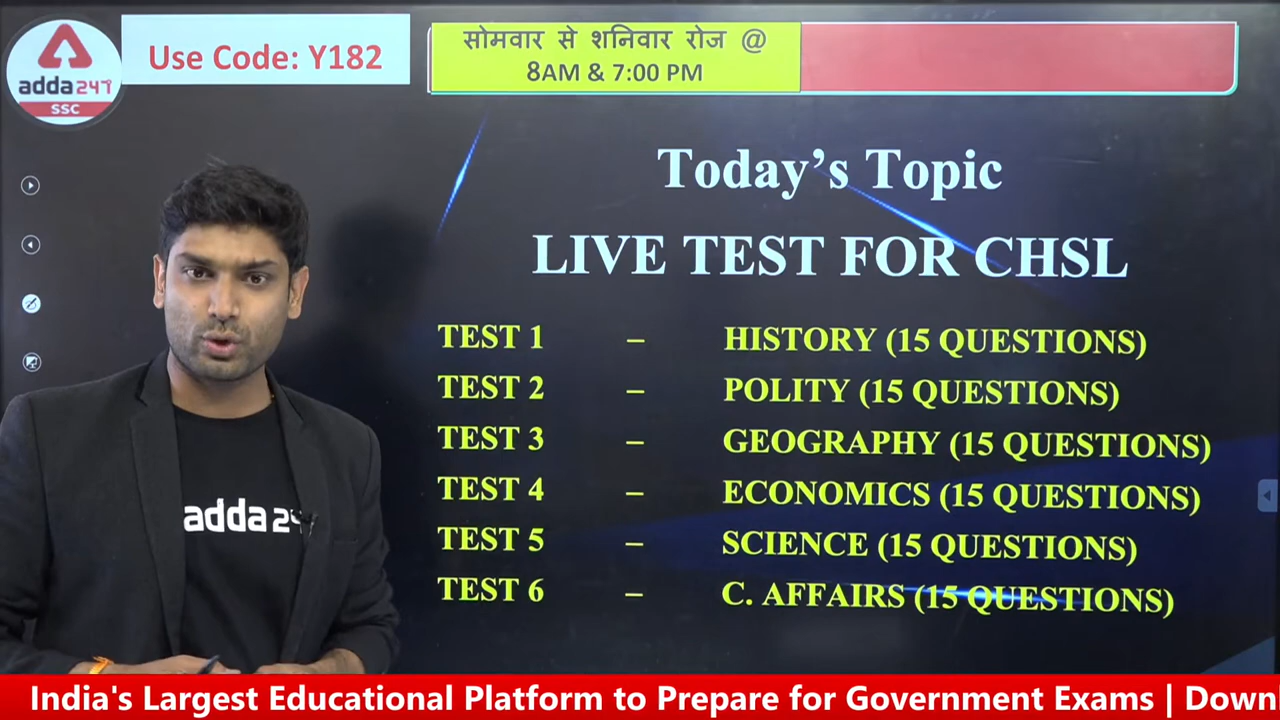 adda247
SSC
Use Code: Y182
सोमवार से शनिवार रोज @
8AM & 7:00 PM
Today's Topic
LIVE TEST FOR CHSL
TEST 1 – HISTORY (15 QUESTIONS)
TEST 2 – POLITY (15 QUESTIONS)
TEST 3 – GEOGRAPHY (15 QUESTIONS)
TEST 4 – ECONOMICS (15 QUESTIONS)
TEST 5 – SCIENCE (15 QUESTIONS)
TEST 6 – C. AFFAIRS (15 QUESTIONS)
adda 24
India's Largest Educational Platform to Prepare for Government Exams | Down